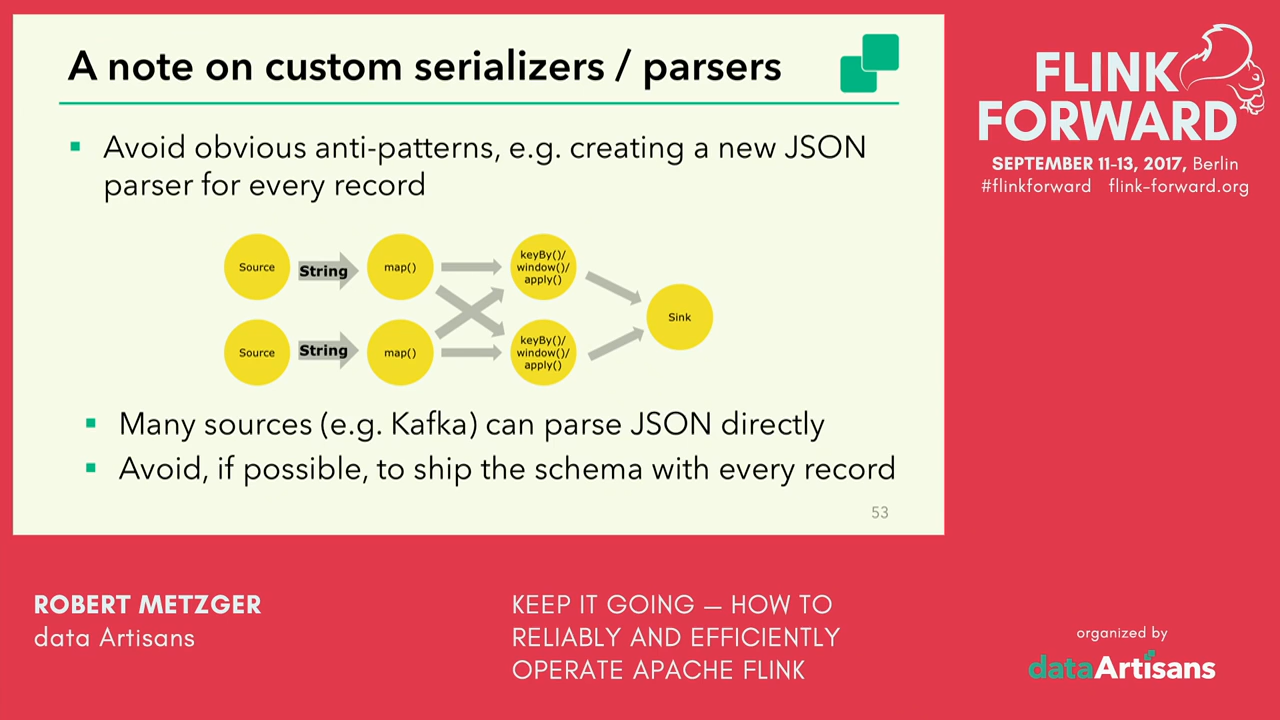 A note on custom serializers / parsers
Avoid obvious anti-patterns, e.g. creating a new JSON
parser for every record
Source
String
map()
keyBy()/
window()/
apply()
Sink
Source
String
map()
keyBy()/
window()/
apply()
Many sources (e.g. Kafka) can parse JSON directly
Avoid, if possible, to ship the schema with every record
53
FLINK
FORWARD
SEPTEMBER 11-13, 2017, Berlin
#flinkforward flink-forward.org
ROBERT METZGER
data Artisans
KEEP IT GOING — HOW TO
RELIABLY AND EFFICIENTLY
OPERATE APACHE FLINK
organized by
dataArtisans